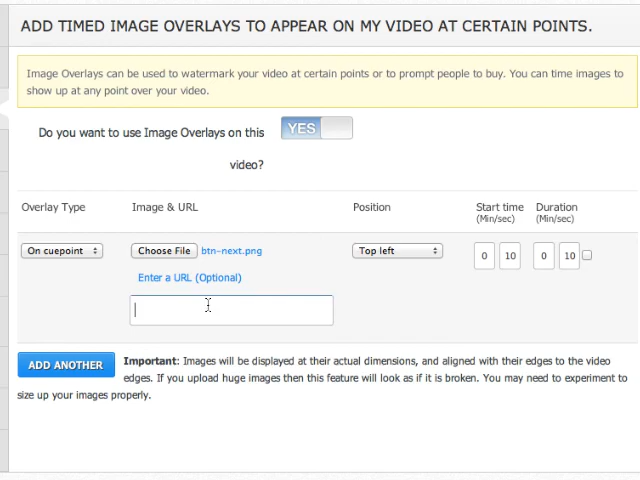 ADD TIMED IMAGE OVERLAYS TO APPEAR ON MY VIDEO AT CERTAIN POINTS.
Image Overlays can be used to watermark your video at certain points or to prompt people to buy. You can time images to
show up at any point over your video.
Do you want to use Image Overlays on this
video?
YES
Overlay Type Image & URL Position Start time Duration
(Min/sec) (Min/sec)
On cuepoint Choose File btn-next.png Top left 0 10 0 10
Enter a URL (Optional)
ADD ANOTHER
Important: Images will be displayed at their actual dimensions, and aligned with their edges to the video
edges. If you upload huge images then this feature will look as if it is broken. You may need to experiment to
size up your images properly.